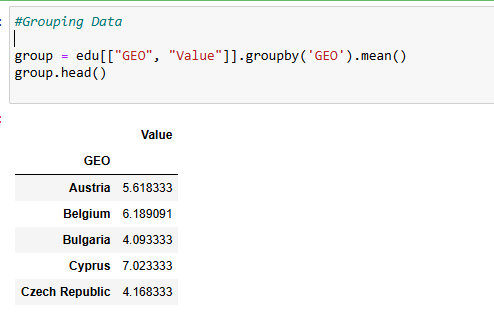 #Grouping Data
group = edu[["GEO", "Value"]].groupby('GEO').mean()
group.head()
Value
GEO
Austria 5.618333
Belgium 6.189091
Bulgaria 4.093333
Cyprus 7.023333
Czech Republic 4.168333